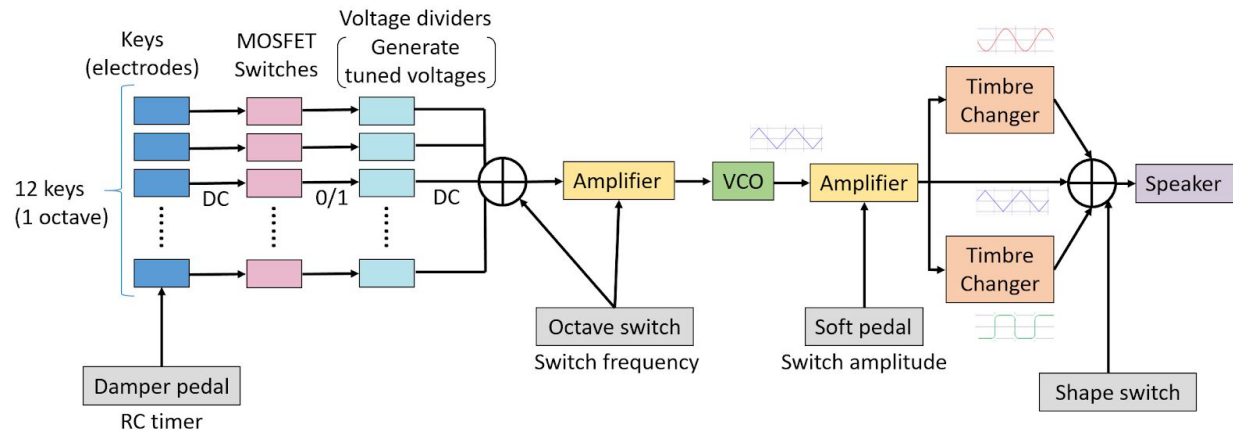 Keys
(electrodes)
MOSFET
Switches
Voltage dividers
Generate
tuned voltages
12 keys
(1 octave)
DC
0/1
DC
Amplifier
VCO
Amplifier
Timbre
Changer
Timbre
Changer
Speaker
Octave switch
Switch frequency
Soft pedal
Switch amplitude
Damper pedal
RC timer
Shape switch